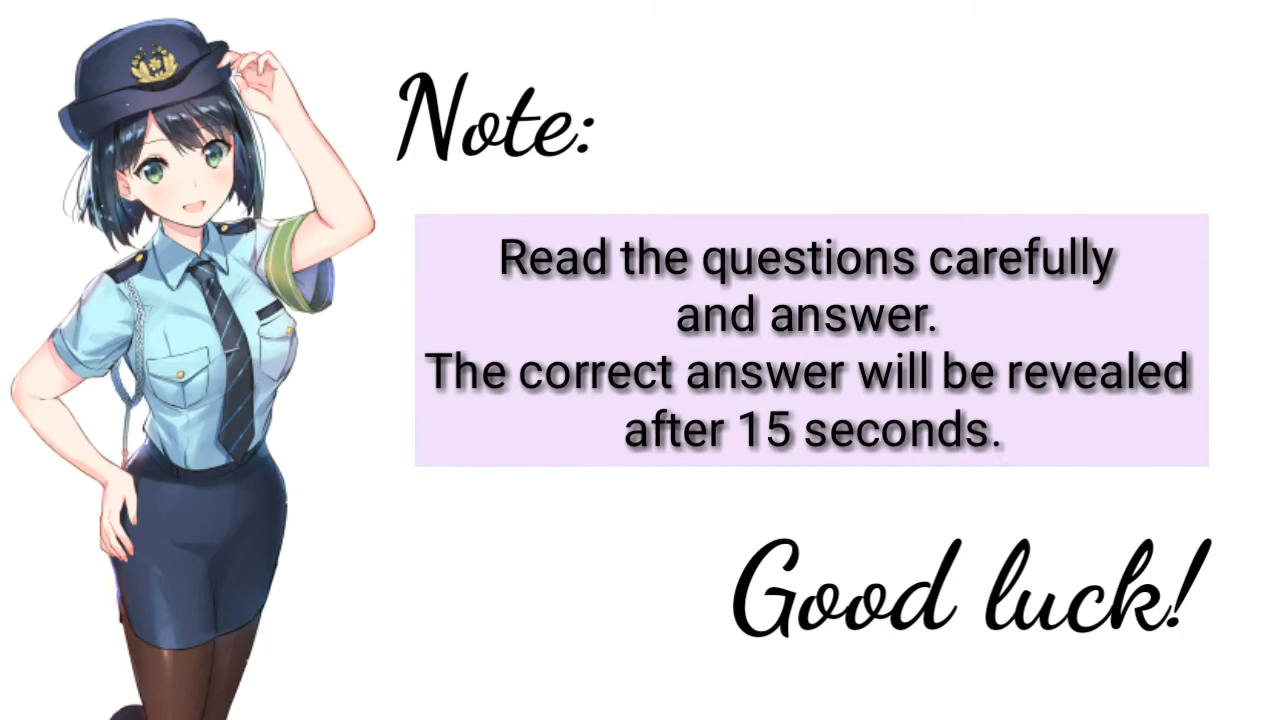 Note:
Read the questions carefully
and answer.
The correct answer will be revealed
after 15 seconds.
Good luck!